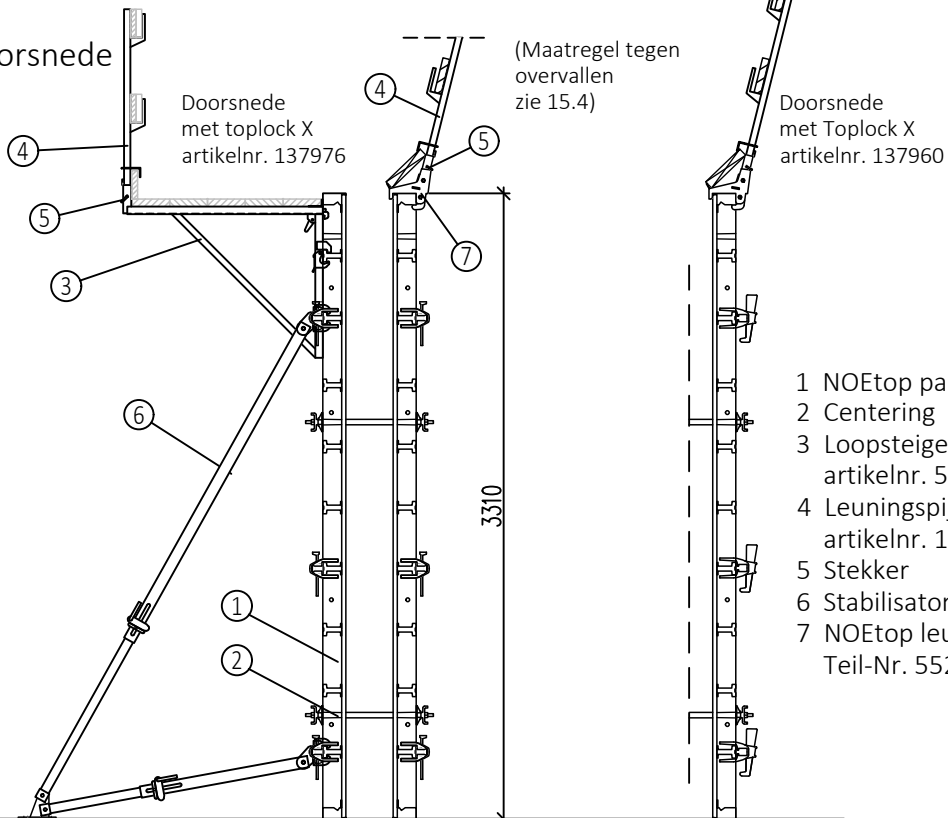 orsnede
(Maatregel tegen
overvallen
zie 15.4)
4
Doorsnede
met toplock X
artikelnr. 137976
Doorsnede
met Toplock X
artikelnr. 137960
4
5
5
7
3
6
3310
1
2
1 NOEtop pa
2 Centering
3 Loopsteige
artikelnr. 5
4 Leuningspij
artikelnr. 1
5 Stekker
6 Stabilisator
7 NOEtop leu
Teil-Nr. 552